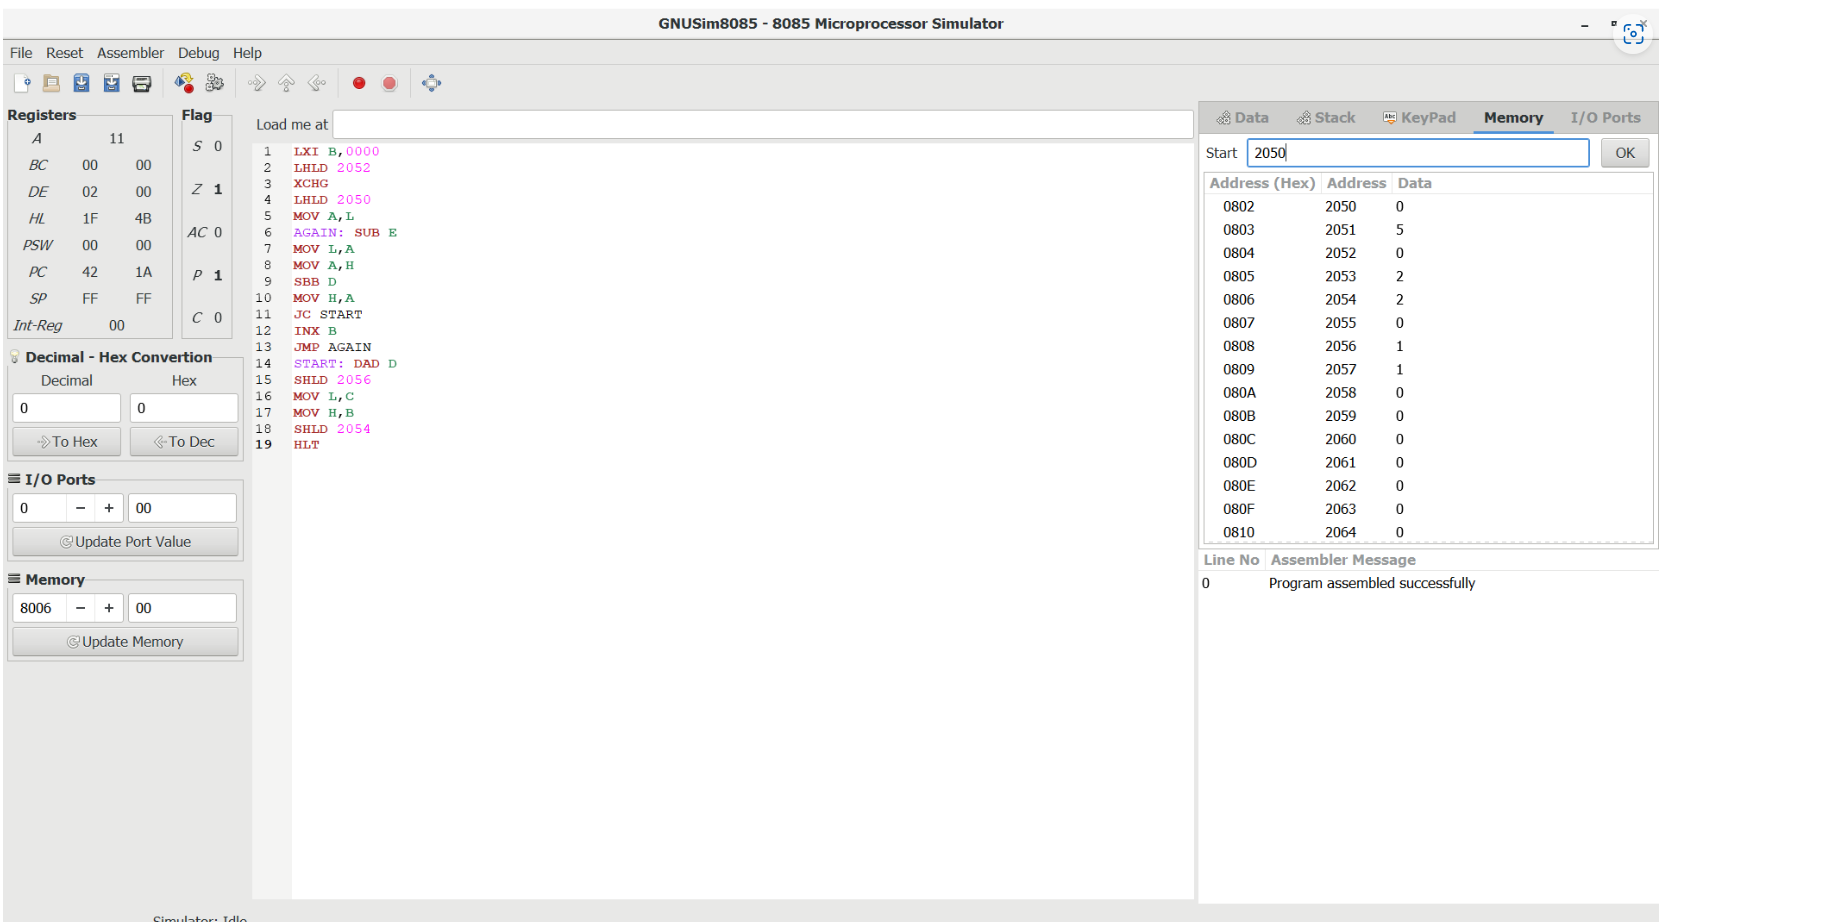 GNUSim8085 - 8085 Microprocessor Simulator
File Reset Assembler Debug Help
Registers
A 11
BC 00 00
DE 02 00
HL 1F 4B
PSW 00 00
PC 42 1A
SP FF FF
Int-Reg 00
Flag
S 0
Z 1
AC 0
P 1
C 0
Decimal - Hex Convertion
Decimal Hex
0 0
To Hex To Dec
I/O Ports
0 − + 00
Update Port Value
Memory
8006 − + 00
Update Memory
Load me at
1 LXI B,0000
2 LHLD 2052
3 XCHG
4 LHLD 2050
5 MOV A,L
6 AGAIN: SUB E
7 MOV L,A
8 MOV A,H
9 SBB D
10 MOV H,A
11 JC START
12 INX B
13 JMP AGAIN
14 START: DAD D
15 SHLD 2056
16 MOV L,C
17 MOV H,B
18 SHLD 2054
19 HLT
Data Stack Abc KeyPad Memory I/O Ports
Start 2050 OK
Address (Hex) Address Data
0802 2050 0
0803 2051 5
0804 2052 0
0805 2053 2
0806 2054 2
0807 2055 0
0808 2056 1
0809 2057 1
080A 2058 0
080B 2059 0
080C 2060 0
080D 2061 0
080E 2062 0
080F 2063 0
0810 2064 0
Line No Assembler Message
0 Program assembled successfully
Simulator: Idle